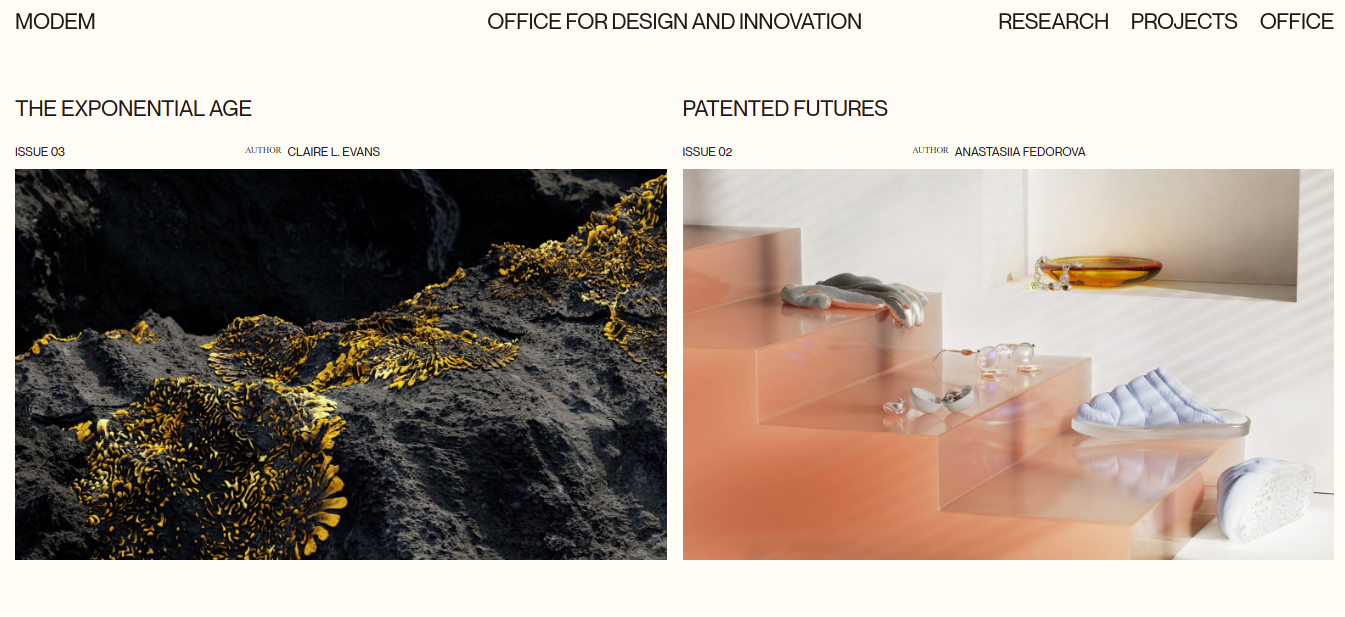 MODEM
OFFICE FOR DESIGN AND INNOVATION
RESEARCH PROJECTS OFFICE
THE EXPONENTIAL AGE
ISSUE 03 AUTHOR CLAIRE L. EVANS
PATENTED FUTURES
ISSUE 02 AUTHOR ANASTASIIA FEDOROVA